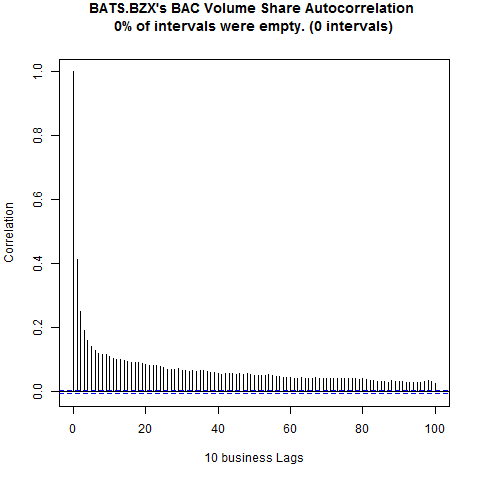 BATS.BZX's BAC Volume Share Autocorrelation
0% of intervals were empty. (0 intervals)
Correlation
1.0
0.8
0.6
0.4
0.2
0.0
0 20 40 60 80 100
10 business Lags